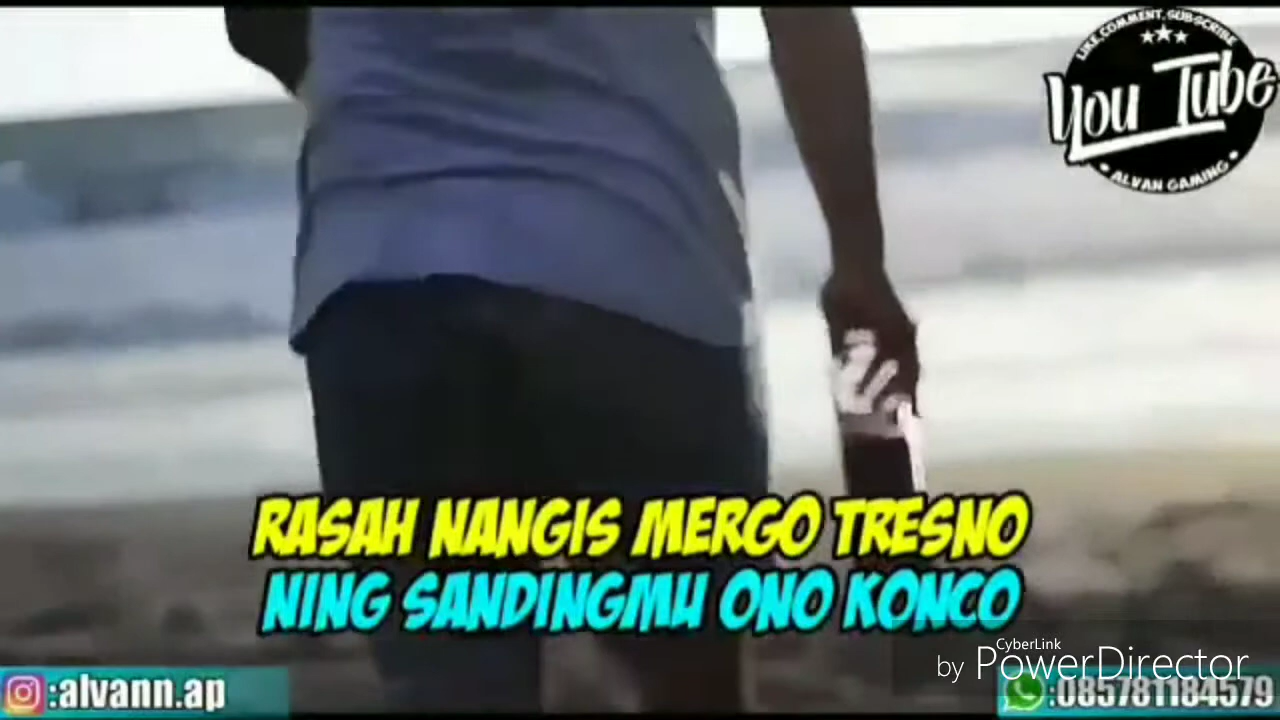 LIKE,COMMENT,SUBSCRIBE
You Tube
• ALVAN GAMING •
RASAH NANGIS MERGO TRESNO
NING SANDINGMU ONO KONCO
CyberLink
by PowerDirector
:alvann.ap
:085781184579